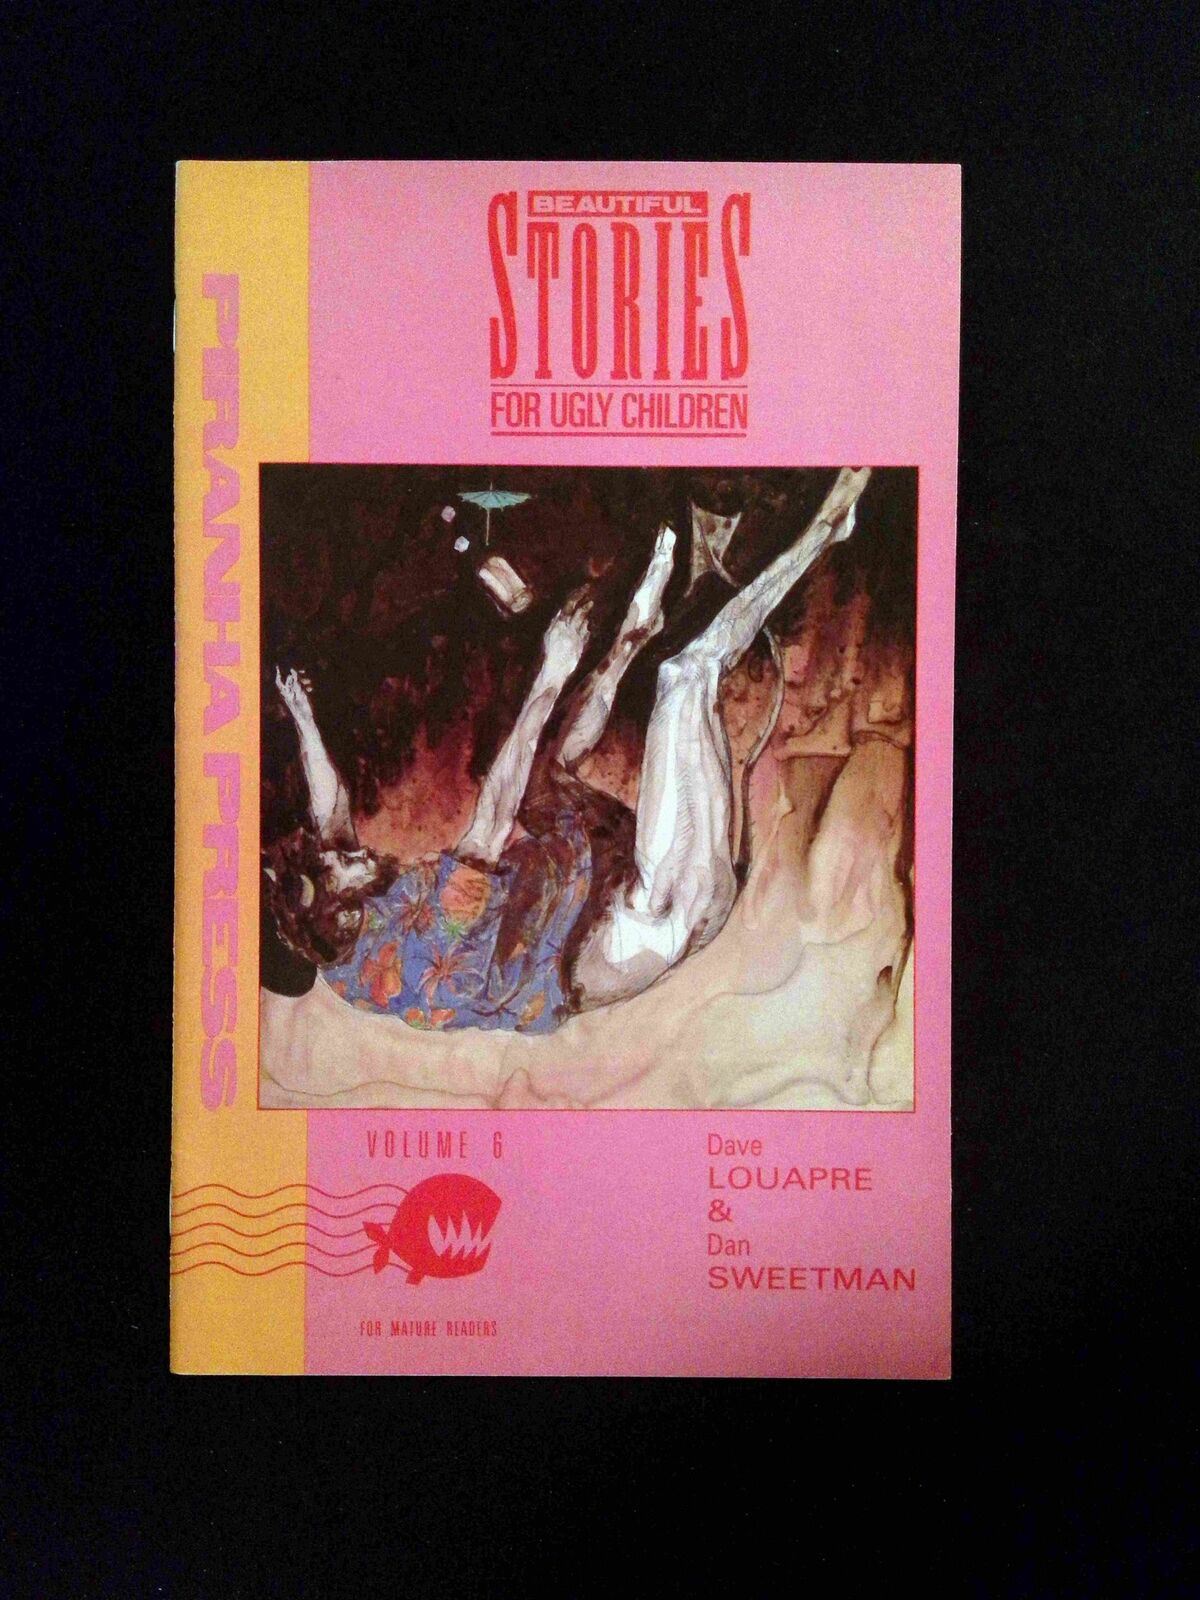 BEAUTIFUL
STORIES
FOR UGLY CHILDREN
PIRANHA PRESS
VOLUME 6
FOR MATURE READERS
Dave
LOUAPRE
&
Dan
SWEETMAN